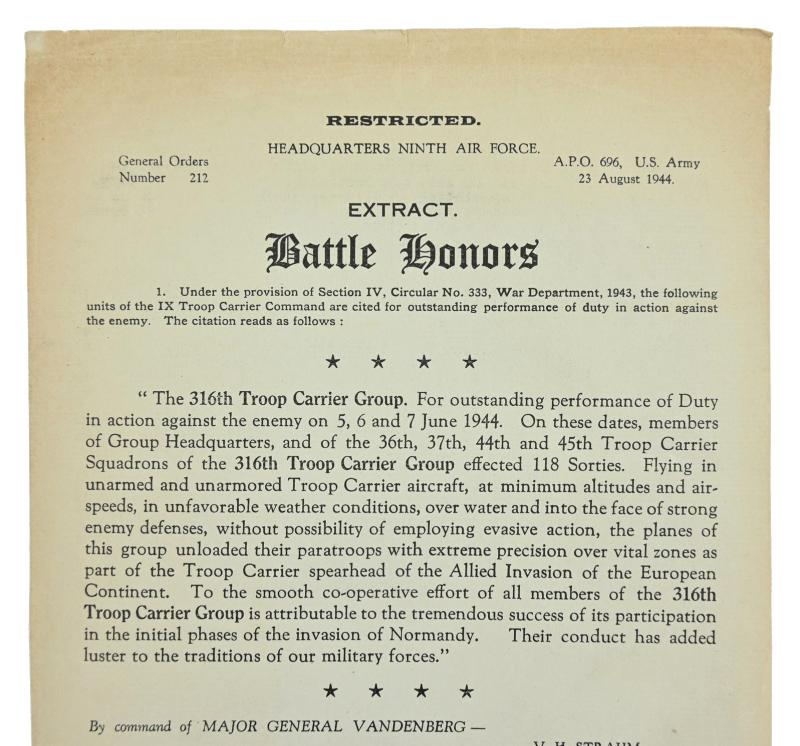 RESTRICTED.
HEADQUARTERS NINTH AIR FORCE.
General Orders
Number 212
A.P.O. 696, U.S. Army
23 August 1944.
EXTRACT.
Battle Honors
1. Under the provision of Section IV, Circular No. 333, War Department, 1943, the following
units of the IX Troop Carrier Command are cited for outstanding performance of duty in action against
the enemy. The citation reads as follows :
“ The 316th Troop Carrier Group. For outstanding performance of Duty
in action against the enemy on 5, 6 and 7 June 1944. On these dates, members
of Group Headquarters, and of the 36th, 37th, 44th and 45th Troop Carrier
Squadrons of the 316th Troop Carrier Group effected 118 Sorties. Flying in
unarmed and unarmored Troop Carrier aircraft, at minimum altitudes and air-
speeds, in unfavorable weather conditions, over water and into the face of strong
enemy defenses, without possibility of employing evasive action, the planes of
this group unloaded their paratroops with extreme precision over vital zones as
part of the Troop Carrier spearhead of the Allied Invasion of the European
Continent. To the smooth co-operative effort of all members of the 316th
Troop Carrier Group is attributable to the tremendous success of its participation
in the initial phases of the invasion of Normandy. Their conduct has added
luster to the traditions of our military forces.”
By command of MAJOR GENERAL VANDENBERG —
V. H. STRAHM